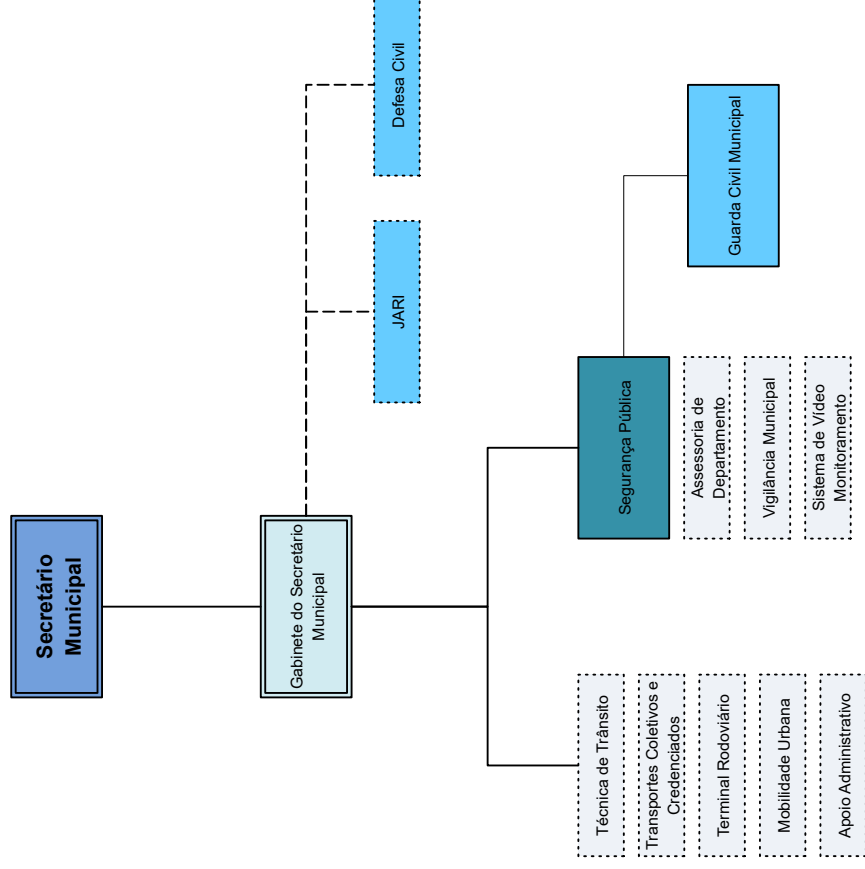 Secretário
Municipal
Gabinete do Secretário
Municipal
JARI
Defesa Civil
Técnica de Trânsito
Transportes Coletivos e
Credenciados
Terminal Rodoviário
Mobilidade Urbana
Apoio Administrativo
Segurança Pública
Assessoria de
Departamento
Vigilância Municipal
Sistema de Vídeo
Monitoramento
Guarda Civil Municipal